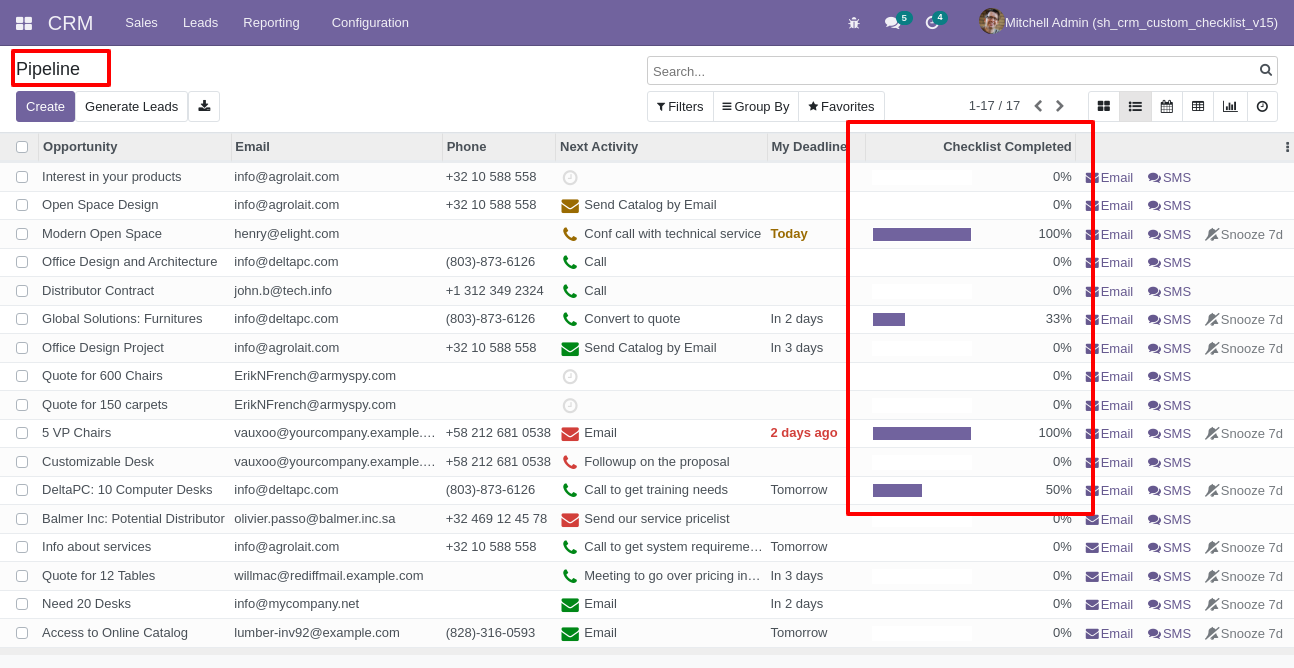 CRM Sales Leads Reporting Configuration 5 4 Mitchell Admin (sh_crm_custom_checklist_v15)
Pipeline
Search...
Create Generate Leads Filters Group By Favorites 1-17 / 17
Opportunity Email Phone Next Activity My Deadline Checklist Completed
Interest in your products info@agrolait.com +32 10 588 558 0% Email SMS
Open Space Design info@agrolait.com +32 10 588 558 Send Catalog by Email 0% Email SMS
Modern Open Space henry@elight.com Conf call with technical service Today 100% Email SMS Snooze 7d
Office Design and Architecture info@deltapc.com (803)-873-6126 Call 0% Email SMS
Distributor Contract john.b@tech.info +1 312 349 2324 Call 0% Email SMS
Global Solutions: Furnitures info@deltapc.com (803)-873-6126 Convert to quote In 2 days 33% Email SMS Snooze 7d
Office Design Project info@agrolait.com +32 10 588 558 Send Catalog by Email In 3 days 0% Email SMS Snooze 7d
Quote for 600 Chairs ErikNFrench@armyspy.com 0% Email SMS
Quote for 150 carpets ErikNFrench@armyspy.com 0% Email SMS
5 VP Chairs vauxoo@yourcompany.example.… +58 212 681 0538 Email 2 days ago 100% Email SMS Snooze 7d
Customizable Desk vauxoo@yourcompany.example.… +58 212 681 0538 Followup on the proposal 0% Email SMS
DeltaPC: 10 Computer Desks info@deltapc.com (803)-873-6126 Call to get training needs Tomorrow 50% Email SMS Snooze 7d
Balmer Inc: Potential Distributor olivier.passo@balmer.inc.sa +32 469 12 45 78 Send our service pricelist 0% Email SMS
Info about services info@agrolait.com +32 10 588 558 Call to get system requireme… Tomorrow 0% Email SMS Snooze 7d
Quote for 12 Tables willmac@rediffmail.example.com Meeting to go over pricing in… In 3 days 0% Email SMS Snooze 7d
Need 20 Desks info@mycompany.net Email In 2 days 0% Email SMS Snooze 7d
Access to Online Catalog lumber-inv92@example.com (828)-316-0593 Email Tomorrow 0% Email SMS Snooze 7d